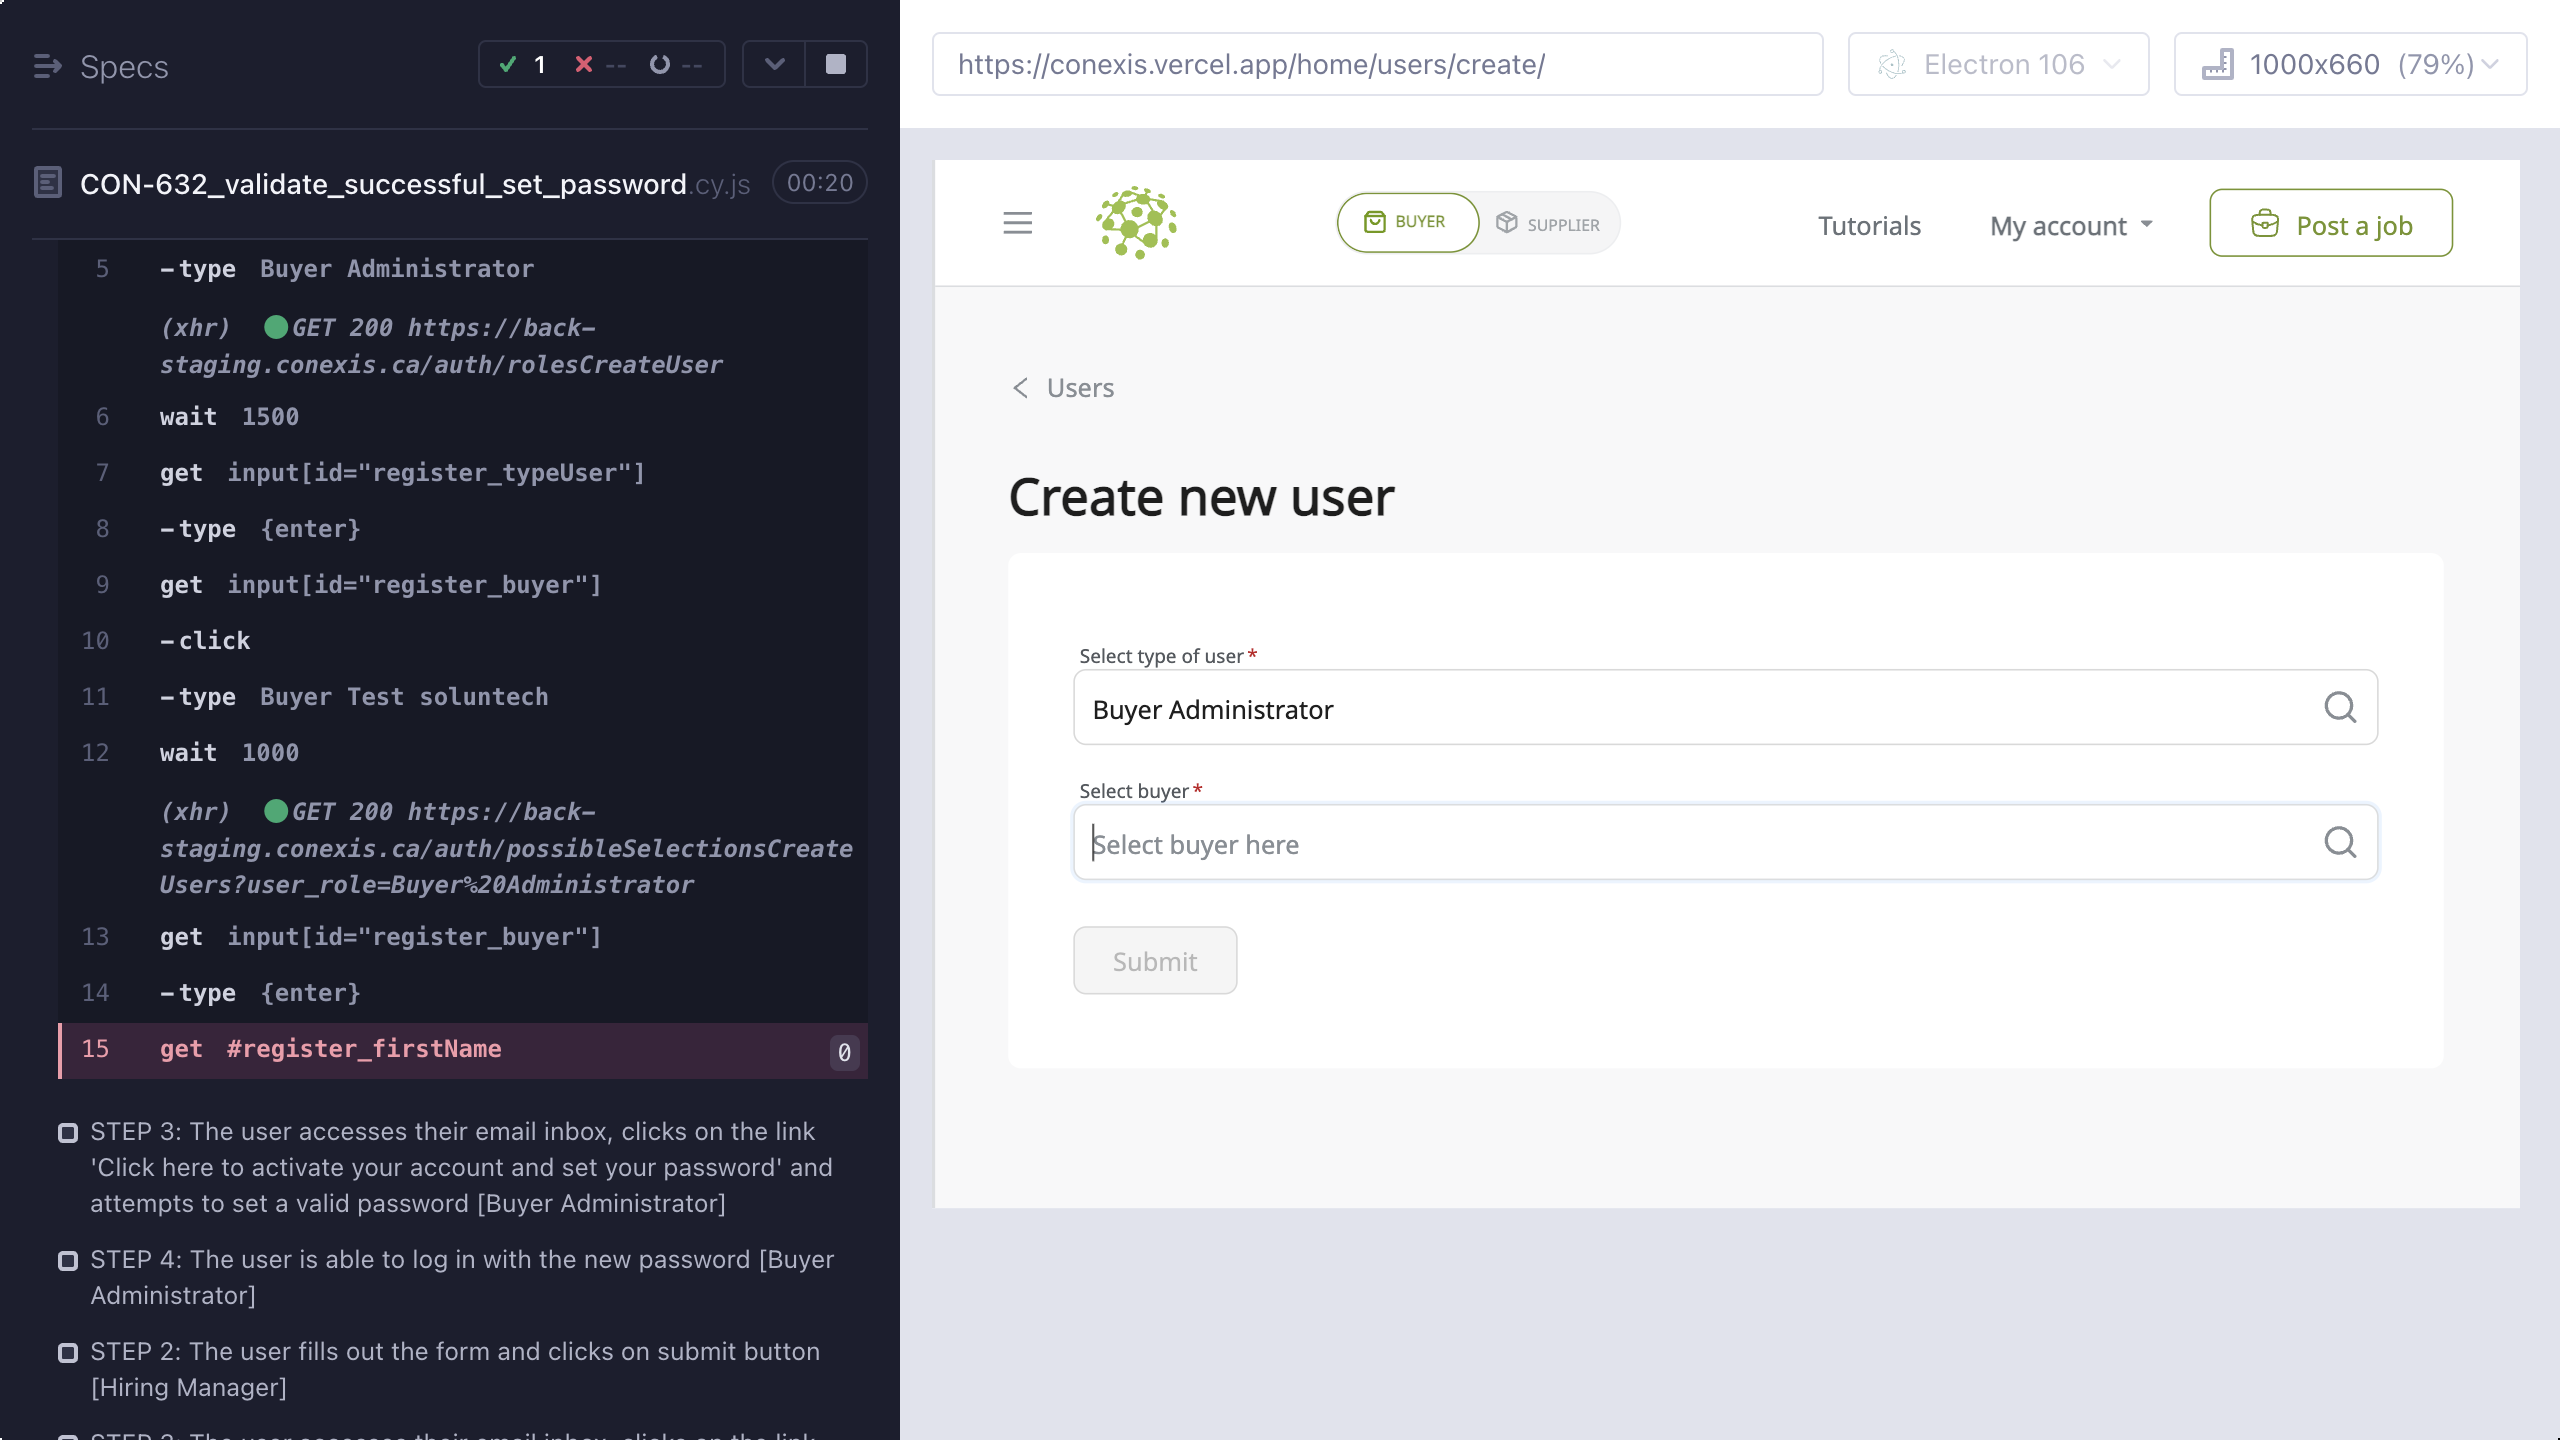 Specs
1 -- --
CON-632_validate_successful_set_password.cy.js 00:20
5 -type Buyer Administrator
(xhr) GET 200 https://back-
staging.conexis.ca/auth/rolesCreateUser
6 wait 1500
7 get input[id="register_typeUser"]
8 -type {enter}
9 get input[id="register_buyer"]
10 -click
11 -type Buyer Test soluntech
12 wait 1000
(xhr) GET 200 https://back-
staging.conexis.ca/auth/possibleSelectionsCreate
Users?user_role=Buyer%20Administrator
13 get input[id="register_buyer"]
14 -type {enter}
15 get #register_firstName 0
STEP 3: The user accesses their email inbox, clicks on the link
'Click here to activate your account and set your password' and
attempts to set a valid password [Buyer Administrator]
STEP 4: The user is able to log in with the new password [Buyer
Administrator]
STEP 2: The user fills out the form and clicks on submit button
[Hiring Manager]
https://conexis.vercel.app/home/users/create/
Electron 106
1000x660 (79%)
BUYER
SUPPLIER
Tutorials
My account
Post a job
Users
Create new user
Select type of user*
Buyer Administrator
Select buyer*
Select buyer here
Submit